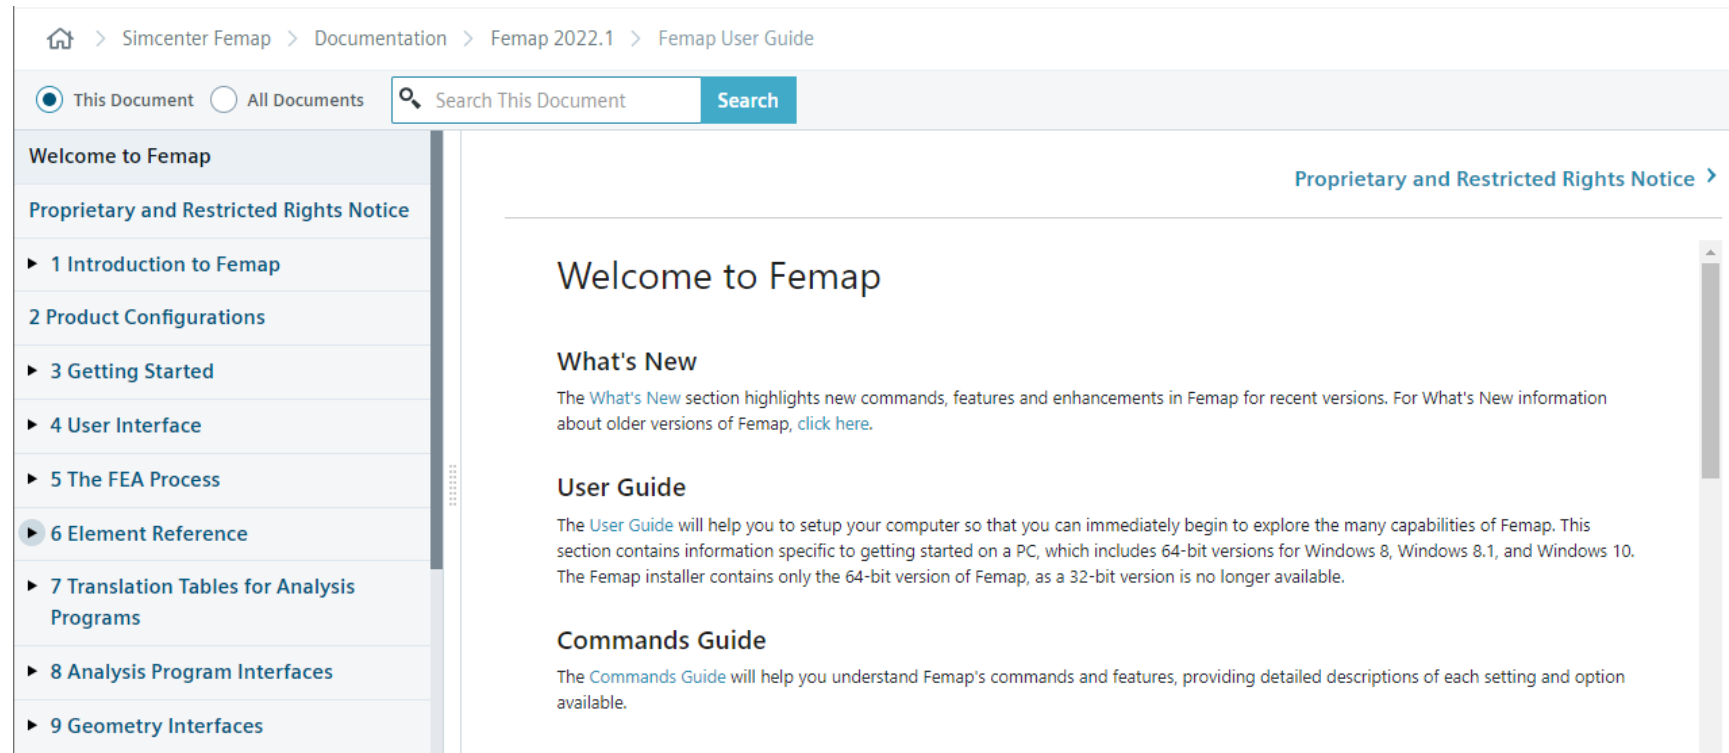 Simcenter Femap > Documentation > Femap 2022.1 > Femap User Guide
This Document All Documents Search This Document Search
Welcome to Femap
Proprietary and Restricted Rights Notice
1 Introduction to Femap
2 Product Configurations
3 Getting Started
4 User Interface
5 The FEA Process
6 Element Reference
7 Translation Tables for Analysis
Programs
8 Analysis Program Interfaces
9 Geometry Interfaces
Proprietary and Restricted Rights Notice >
Welcome to Femap
What's New
The What's New section highlights new commands, features and enhancements in Femap for recent versions. For What's New information
about older versions of Femap, click here.
User Guide
The User Guide will help you to setup your computer so that you can immediately begin to explore the many capabilities of Femap. This
section contains information specific to getting started on a PC, which includes 64-bit versions for Windows 8, Windows 8.1, and Windows 10.
The Femap installer contains only the 64-bit version of Femap, as a 32-bit version is no longer available.
Commands Guide
The Commands Guide will help you understand Femap's commands and features, providing detailed descriptions of each setting and option
available.